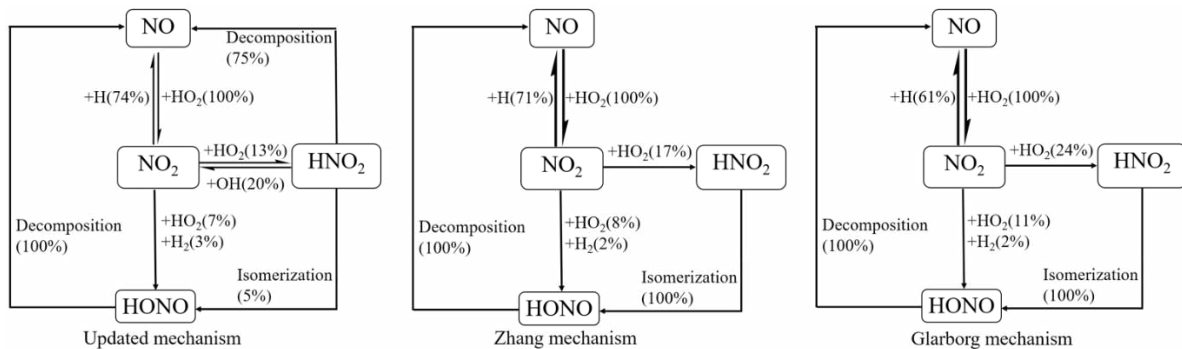 NO
Decomposition
(75%)
+H(74%)
+HO₂(100%)
NO₂
+HO₂(13%)
+OH(20%)
HNO₂
Decomposition
(100%)
+HO₂(7%)
+H₂(3%)
Isomerization
(5%)
HONO
Updated mechanism
NO
+H(71%)
+HO₂(100%)
NO₂
+HO₂(17%)
HNO₂
Decomposition
(100%)
+HO₂(8%)
+H₂(2%)
Isomerization
(100%)
HONO
Zhang mechanism
NO
+H(61%)
+HO₂(100%)
NO₂
+HO₂(24%)
HNO₂
Decomposition
(100%)
+HO₂(11%)
+H₂(2%)
Isomerization
(100%)
HONO
Glarborg mechanism